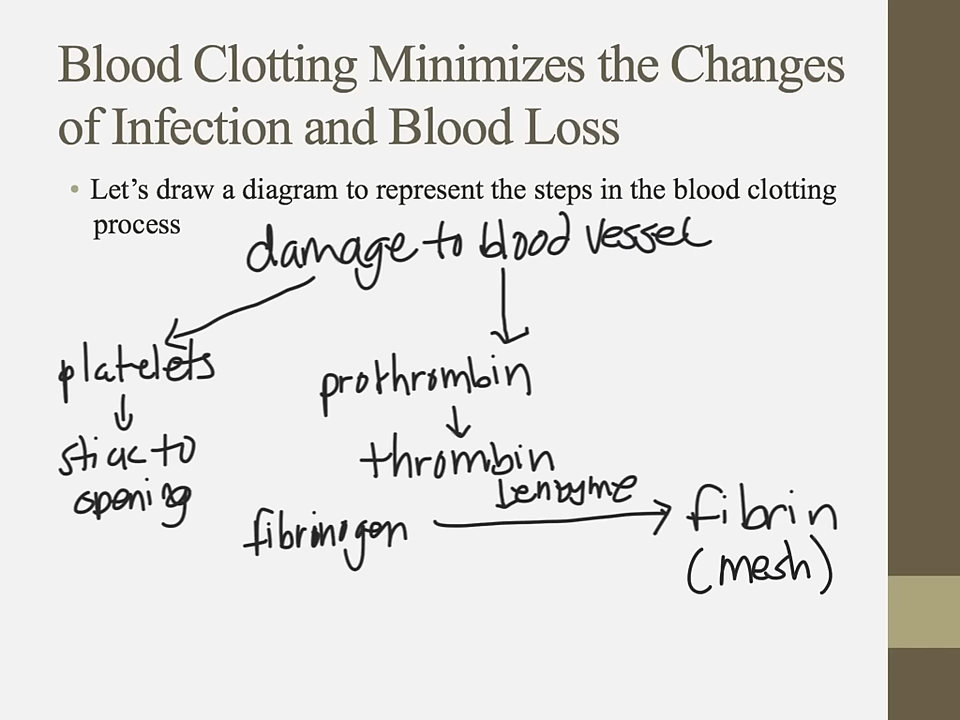 Blood Clotting Minimizes the Changes
of Infection and Blood Loss
• Let's draw a diagram to represent the steps in the blood clotting
process
damage to blood vessel
platelets
prothrombin
stick to
thrombin
opening
enzyme
fibrinogen
fibrin
(mesh)